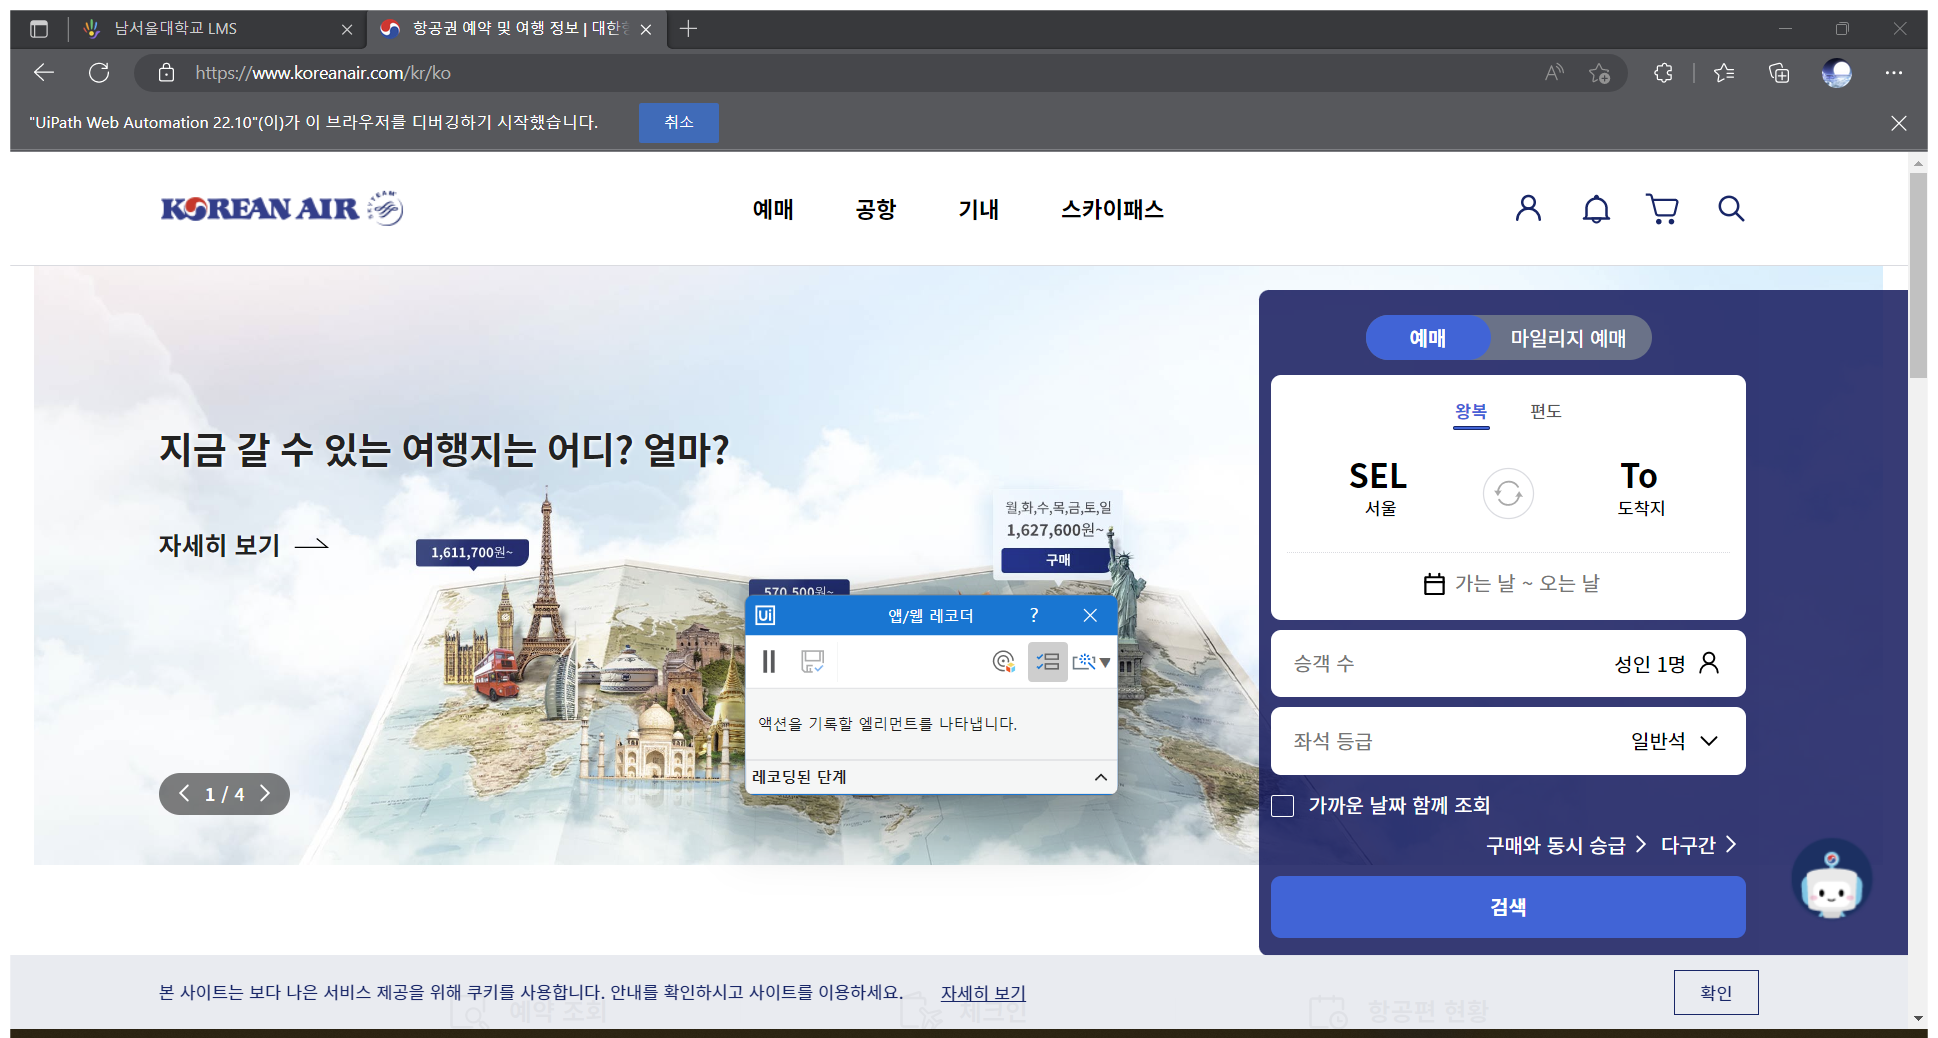 남서울대학교 LMS
항공권 예약 및 여행 정보 | 대한
https://www.koreanair.com/kr/ko
"UiPath Web Automation 22.10"(이)가 이 브라우저를 디버깅하기 시작했습니다.
취소
KOREAN AIR
SKYTEAM
예매
공항
기내
스카이패스
지금 갈 수 있는 여행지는 어디? 얼마?
자세히 보기
1,611,700원~
570,500원~
월,화,수,목,금,토,일
1,627,600원~
구매
Ui
앱/웹 레코더
?
액션을 기록할 엘리먼트를 나타냅니다.
레코딩된 단계
1 / 4
예매
마일리지 예매
왕복
편도
SEL
서울
To
도착지
가는 날 ~ 오는 날
승객 수
성인 1명
좌석 등급
일반석
가까운 날짜 함께 조회
구매와 동시 승급
다구간
검색
본 사이트는 보다 나은 서비스 제공을 위해 쿠키를 사용합니다. 안내를 확인하시고 사이트를 이용하세요.
자세히 보기
확인
예약 조회
체크인
항공편 현황